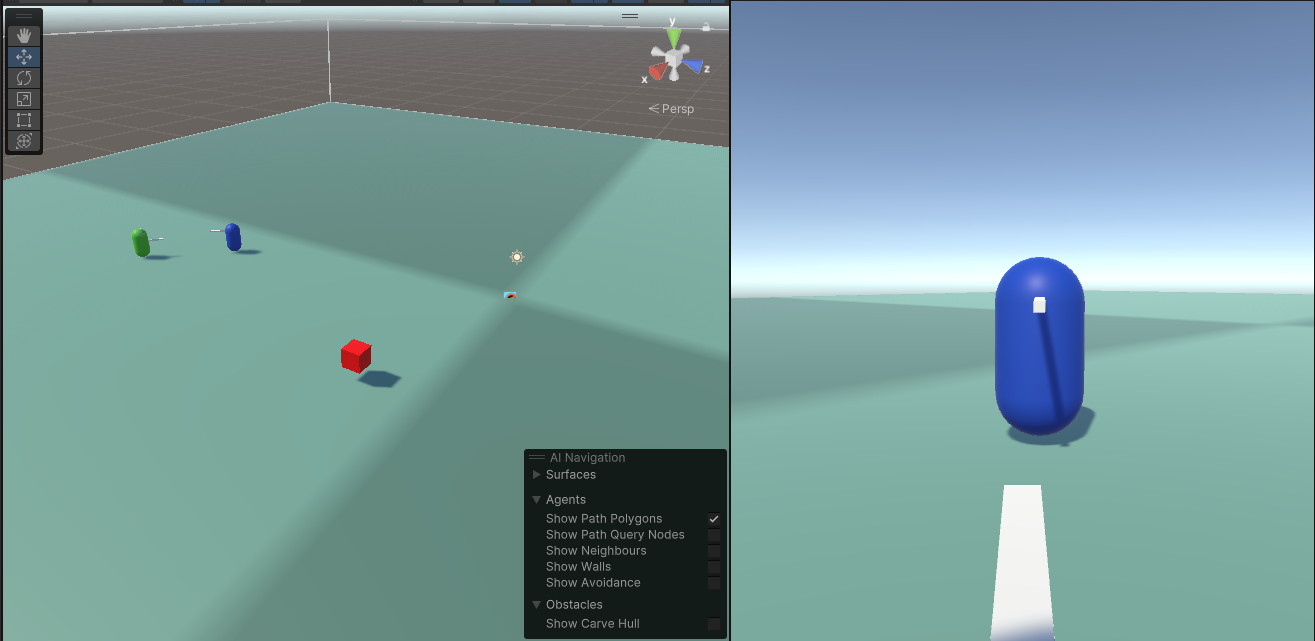 y
x
z
Persp
AI Navigation
Surfaces
Agents
Show Path Polygons
Show Path Query Nodes
Show Neighbours
Show Walls
Show Avoidance
Obstacles
Show Carve Hull